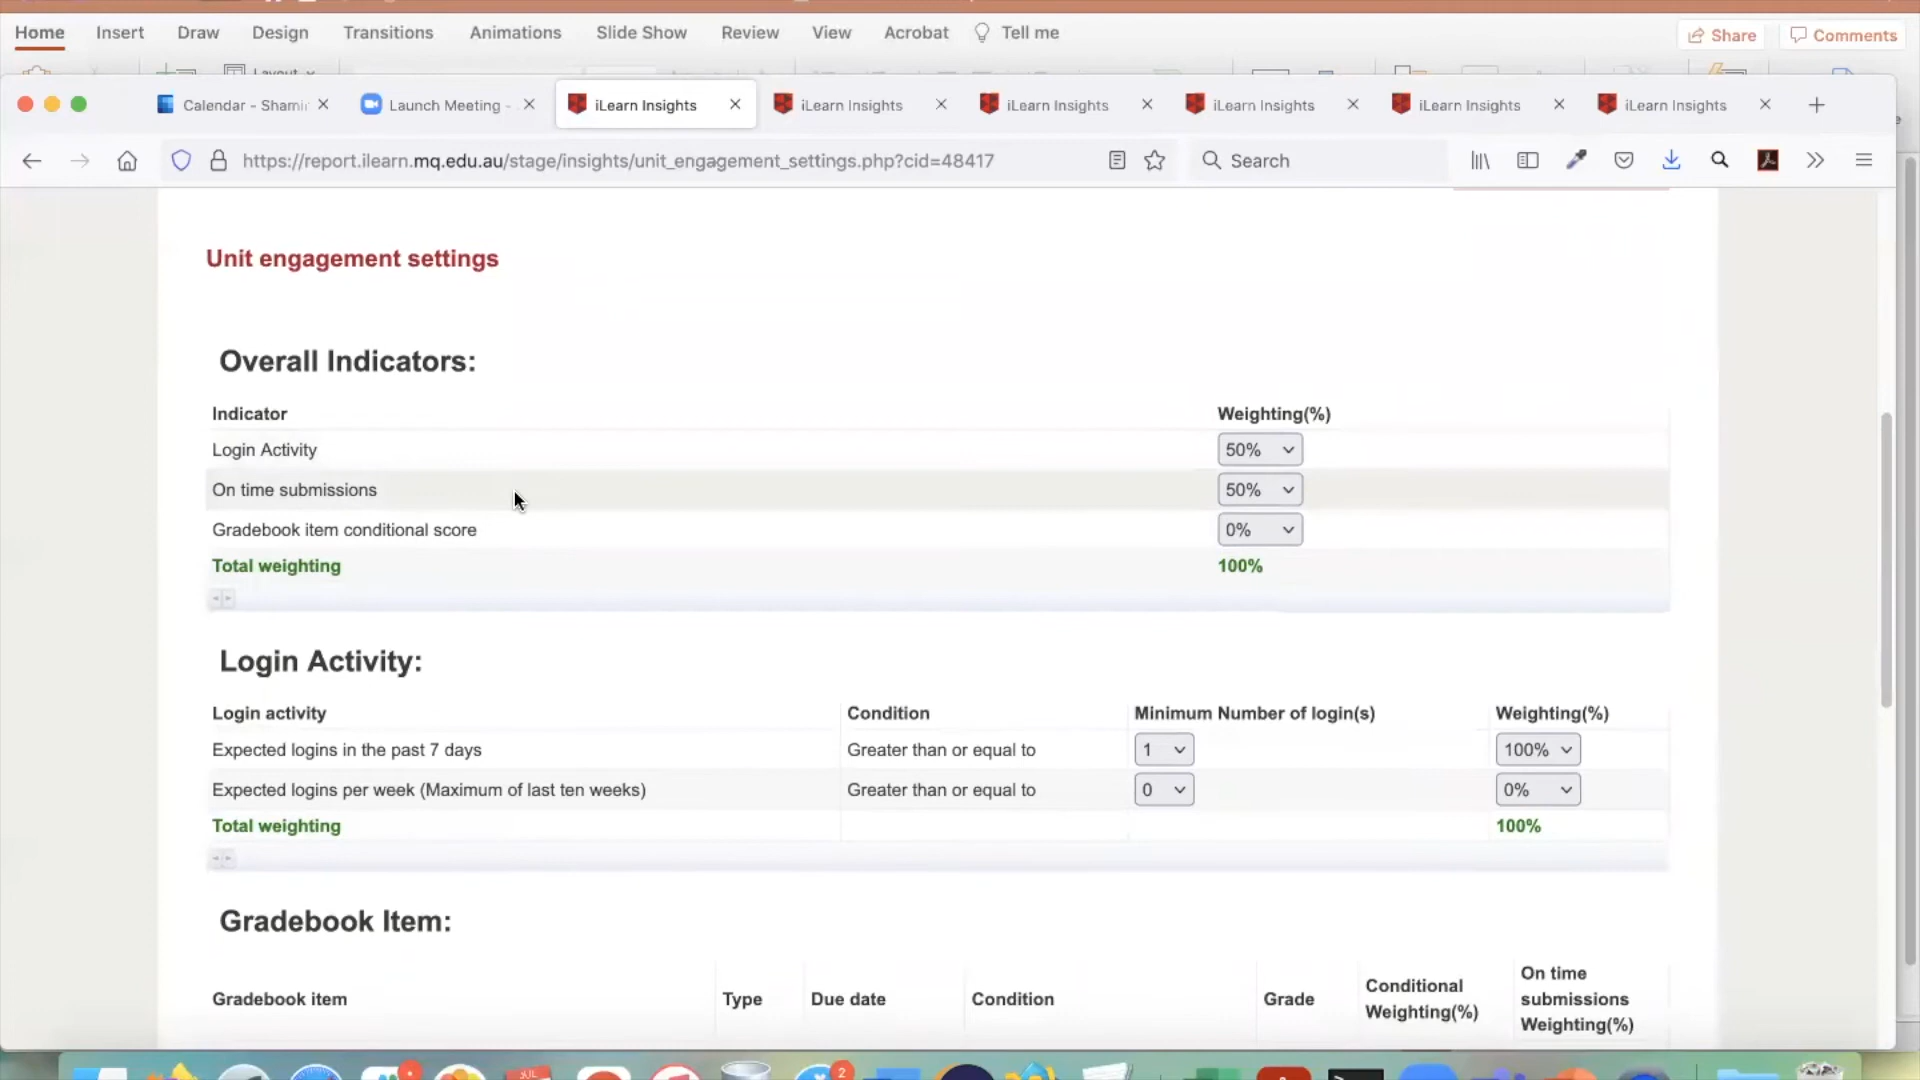 Home Insert Draw Design Transitions Animations Slide Show Review View Acrobat Tell me Share Comments
Layout
Calendar - Shami Launch Meeting - iLearn Insights iLearn Insights iLearn Insights iLearn Insights iLearn Insights iLearn Insights
https://report.ilearn.mq.edu.au/stage/insights/unit_engagement_settings.php?cid=48417 Search
Unit engagement settings
Overall Indicators:
Indicator Weighting(%)
Login Activity 50%
On time submissions 50%
Gradebook item conditional score 0%
Total weighting 100%
Login Activity:
Login activity Condition Minimum Number of login(s) Weighting(%)
Expected logins in the past 7 days Greater than or equal to 1 100%
Expected logins per week (Maximum of last ten weeks) Greater than or equal to 0 0%
Total weighting 100%
Gradebook Item:
Gradebook item Type Due date Condition Grade Conditional Weighting(%) On time submissions Weighting(%)
JUL 2